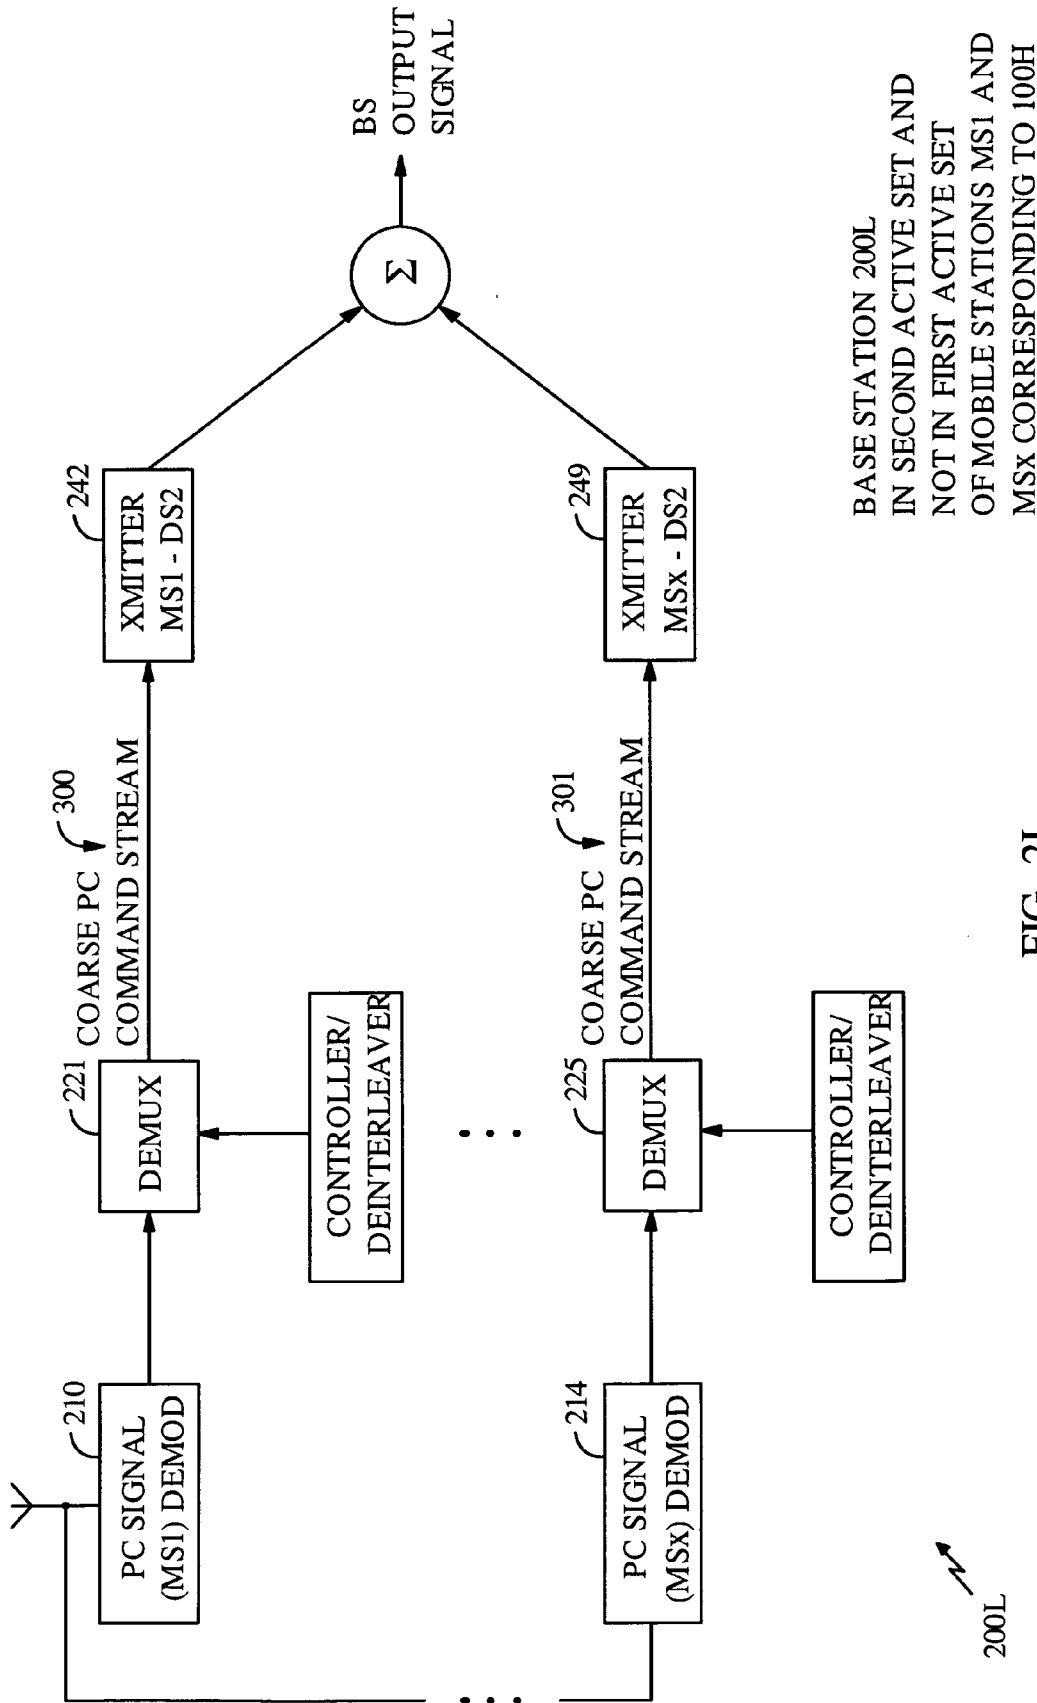 210
PC SIGNAL
(MS1) DEMOD
221
DEMUX
CONTROLLER/
DEINTERLEAVER
COARSE PC
COMMAND STREAM
300
242
XMITTER
MS1 - DS2
Σ
BS
OUTPUT
SIGNAL
214
PC SIGNAL
(MSx) DEMOD
225
DEMUX
CONTROLLER/
DEINTERLEAVER
COARSE PC
COMMAND STREAM
301
249
XMITTER
MSx - DS2
200L
BASE STATION 200L
IN SECOND ACTIVE SET AND
NOT IN FIRST ACTIVE SET
OF MOBILE STATIONS MS1 AND
MSx CORRESPONDING TO 100H
FIG.